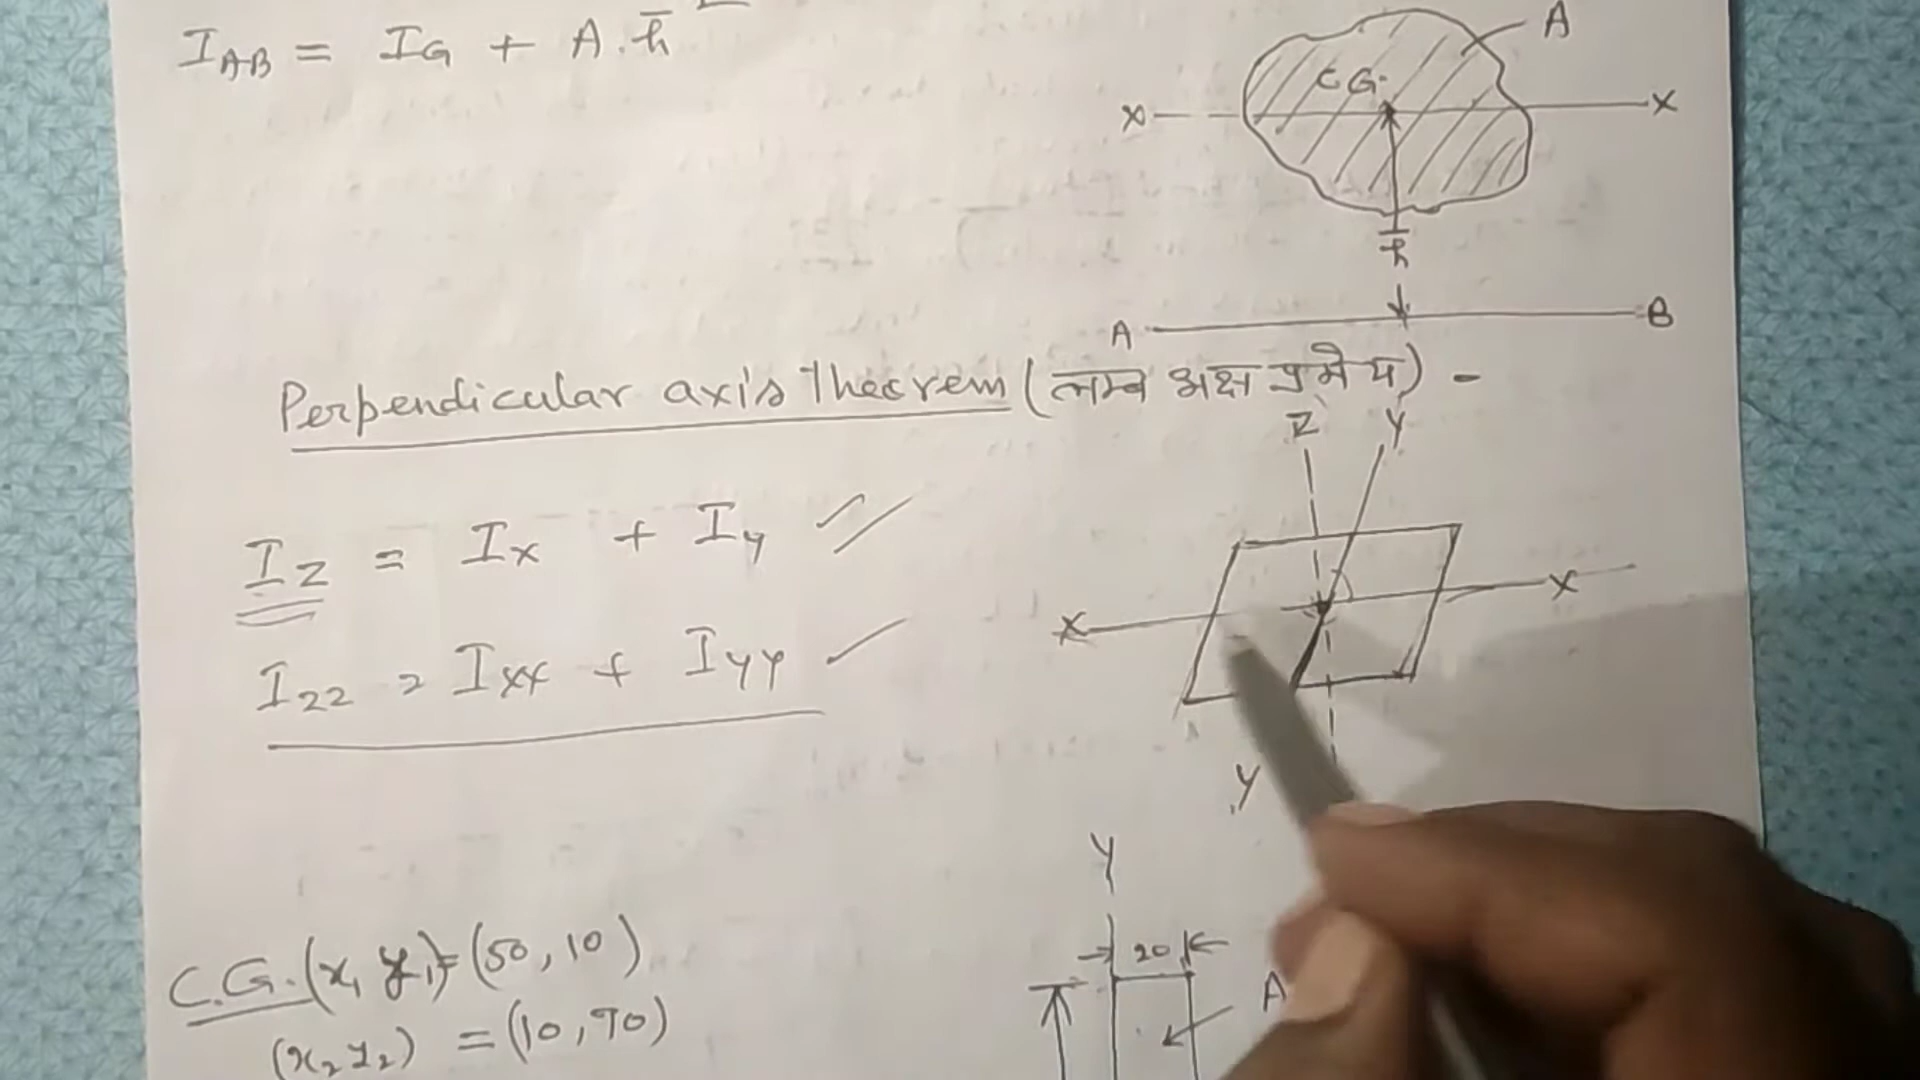 I_AB = I_G + A.h̄
A
C.G.
X X
h̄
A B
Perpendicular axis Theorem (लम्ब अक्ष प्रमेय) -
Z Y
I_Z = I_X + I_y
X X
I_zz = I_xx + I_yy
Y
Y
C.G. (x₁ y₁) = (50, 10)
20
A
(x₂ y₂) = (10, 70)